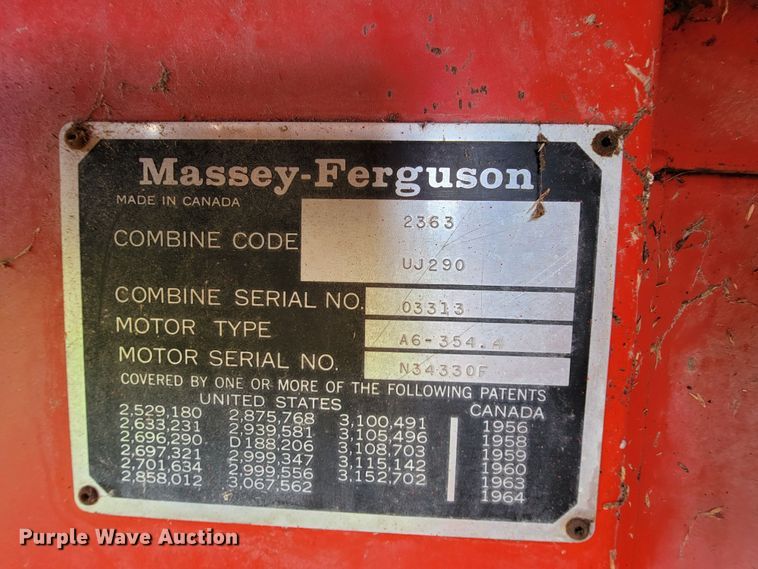 Massey-Ferguson
MADE IN CANADA
COMBINE CODE 2363
UJ290
COMBINE SERIAL NO. 03313
MOTOR TYPE A6-354.4
MOTOR SERIAL NO. N34330F
COVERED BY ONE OR MORE OF THE FOLLOWING PATENTS
UNITED STATES CANADA
2,529,180 2,875,768 3,100,491 1956
2,633,231 2,939,581 3,105,496 1958
2,696,290 D188,206 3,108,703 1959
2,697,321 2,999,347 3,115,142 1960
2,701,634 2,999,556 3,152,702 1963
2,858,012 3,067,562 1964
Purple Wave Auction